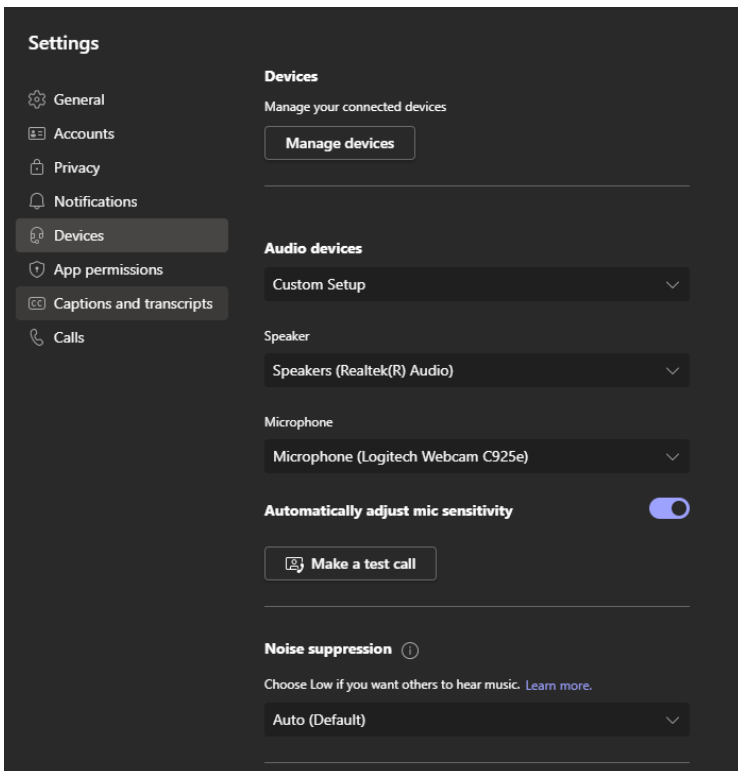 Settings
General
Accounts
Privacy
Notifications
Devices
App permissions
CC Captions and transcripts
Calls
Devices
Manage your connected devices
Manage devices
Audio devices
Custom Setup
Speaker
Speakers (Realtek(R) Audio)
Microphone
Microphone (Logitech Webcam C925e)
Automatically adjust mic sensitivity
Make a test call
Noise suppression
Choose Low if you want others to hear music. Learn more.
Auto (Default)